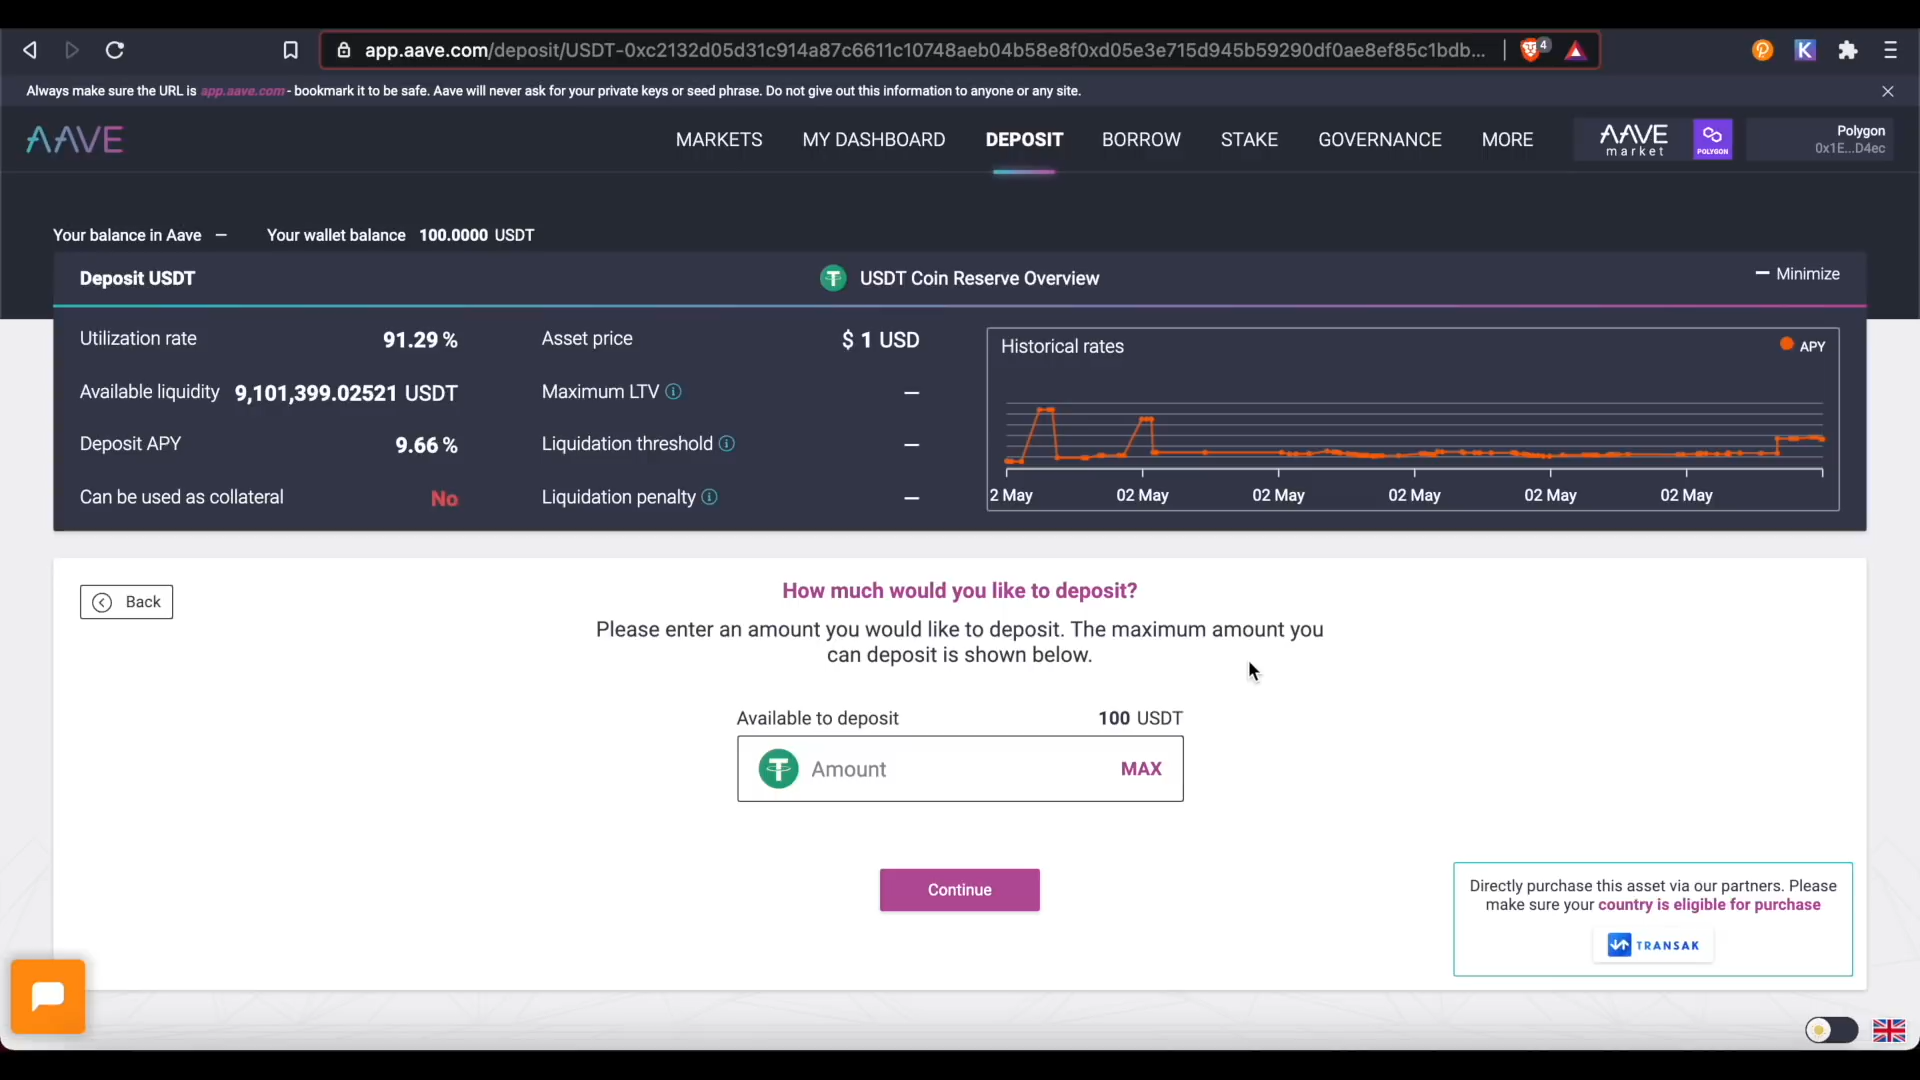 app.aave.com/deposit/USDT-0xc2132d05d31c914a87c6611c10748aeb04b58e8f0xd05e3e715d945b59290df0ae8ef85c1bdb...
4
K
Always make sure the URL is app.aave.com - bookmark it to be safe. Aave will never ask for your private keys or seed phrase. Do not give out this information to anyone or any site.
AAVE
MARKETS
MY DASHBOARD
DEPOSIT
BORROW
STAKE
GOVERNANCE
MORE
AAVE
market
POLYGON
Polygon
0x1E...D4ec
Your balance in Aave –
Your wallet balance 100.0000 USDT
Deposit USDT
USDT Coin Reserve Overview
– Minimize
Utilization rate 91.29 %
Asset price $ 1 USD
Historical rates
APY
Available liquidity 9,101,399.02521 USDT
Maximum LTV –
Deposit APY 9.66 %
Liquidation threshold –
Can be used as collateral No
Liquidation penalty –
2 May 02 May 02 May 02 May 02 May 02 May
Back
How much would you like to deposit?
Please enter an amount you would like to deposit. The maximum amount you
can deposit is shown below.
Available to deposit 100 USDT
Amount MAX
Continue
Directly purchase this asset via our partners. Please
make sure your country is eligible for purchase
TRANSAK